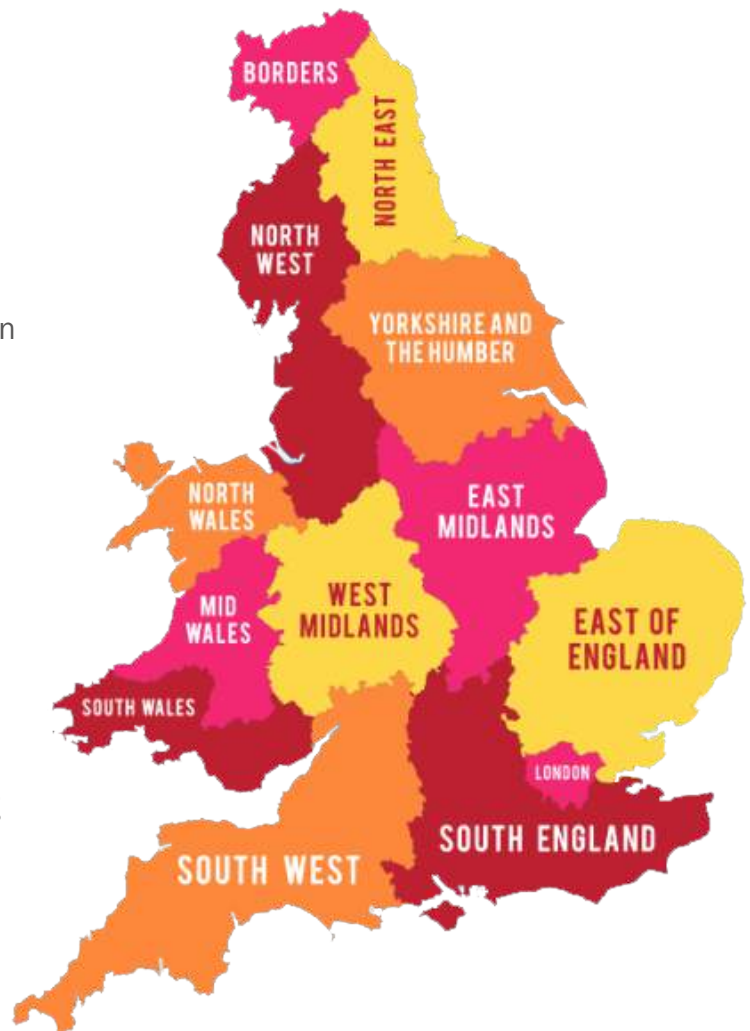 BORDERS
NORTH EAST
NORTH
WEST
n
YORKSHIRE AND
THE HUMBER
NORTH
WALES
EAST
MIDLANDS
MID
WALES
WEST
MIDLANDS
EAST OF
ENGLAND
SOUTH WALES
LONDON
SOUTH ENGLAND
SOUTH WEST